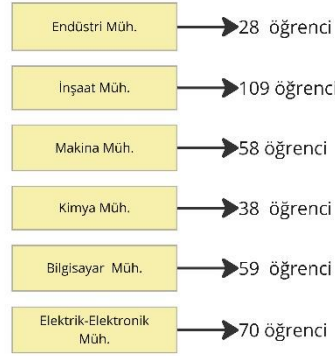 Endüstri Müh. 28 öğrenci
İnşaat Müh. 109 öğrenci
Makina Müh. 58 öğrenci
Kimya Müh. 38 öğrenci
Bilgisayar Müh. 59 öğrenci
Elektrik-Elektronik
Müh. 70 öğrenci